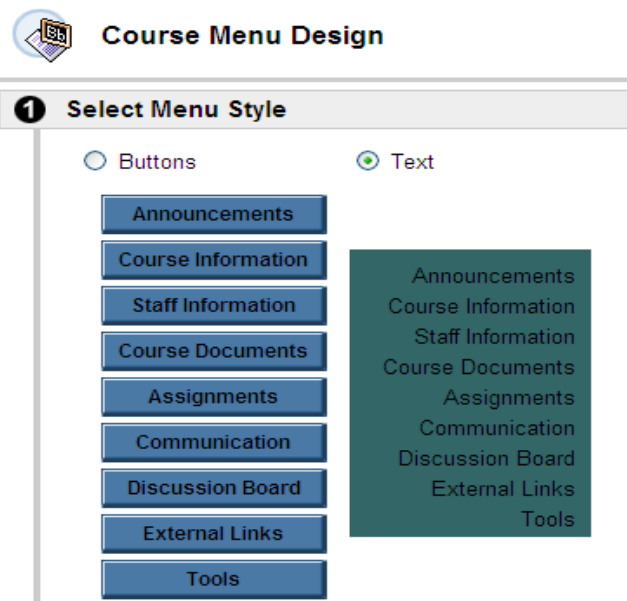 Bb
Course Menu Design
1 Select Menu Style
Buttons
Text
Announcements
Course Information
Staff Information
Course Documents
Assignments
Communication
Discussion Board
External Links
Tools
Announcements
Course Information
Staff Information
Course Documents
Assignments
Communication
Discussion Board
External Links
Tools